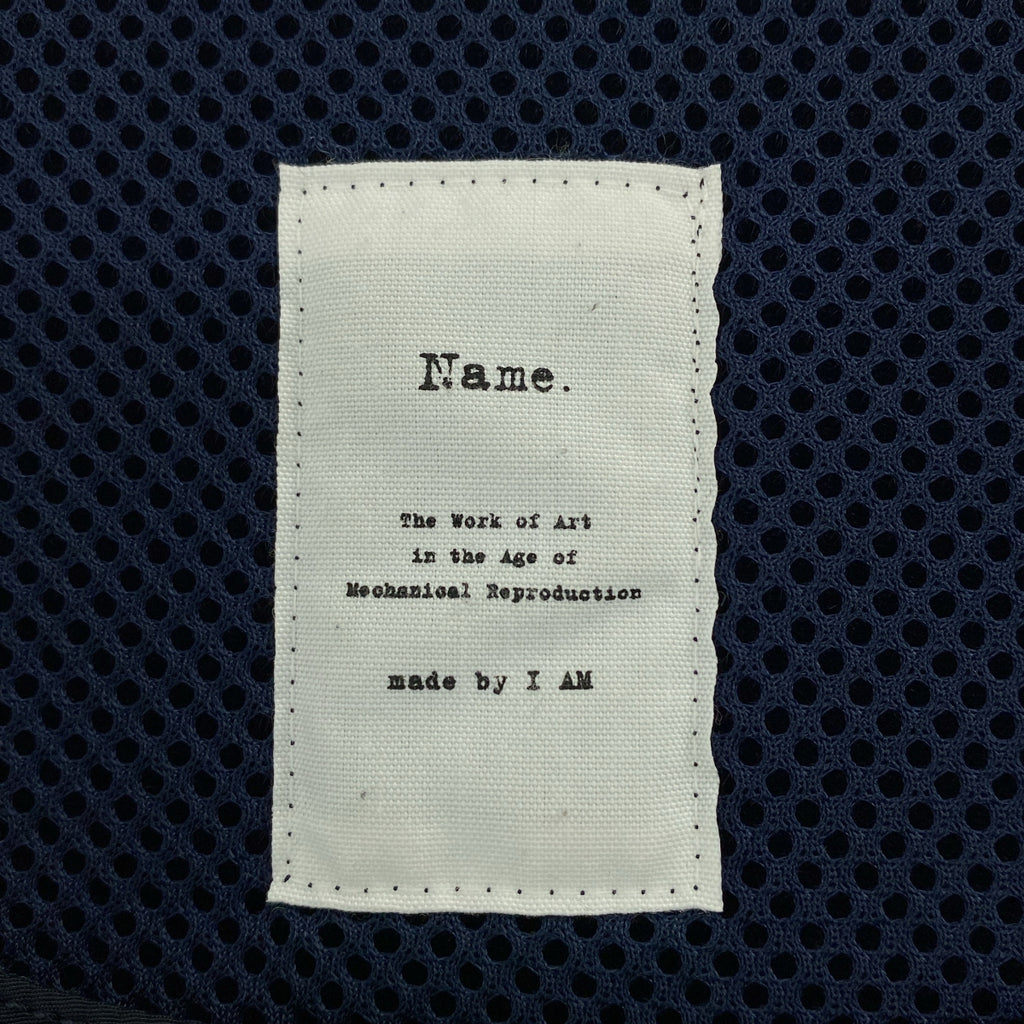 Name.
The Work of Art
in the Age of
Mechanical Reproduction
made by I AM